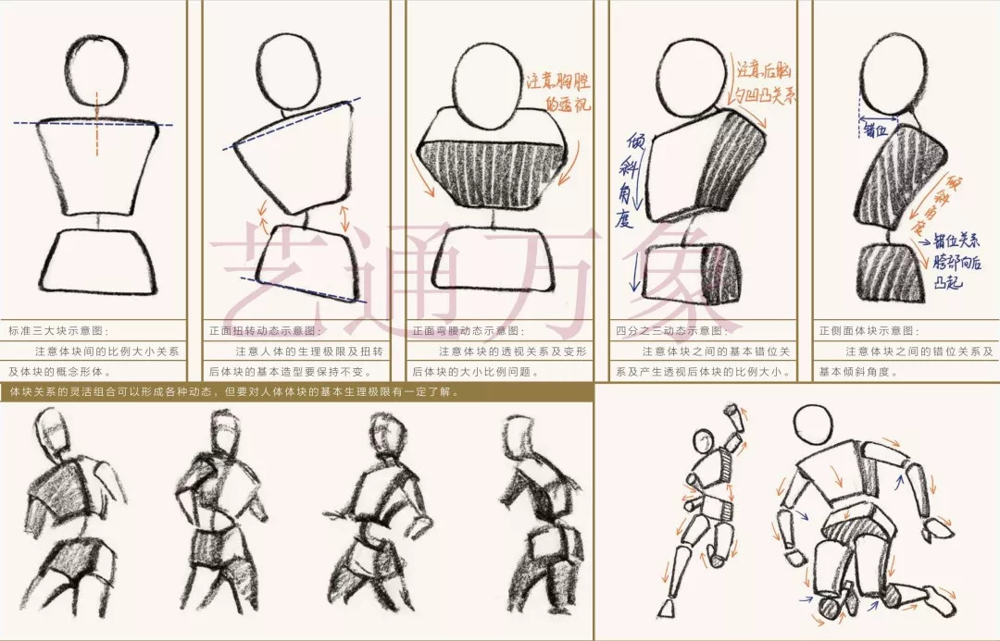 注意胸腔
的透视
注意后脑
勺凹凸关系
倾
斜
角
度
错位
倾
斜
角
度
错位关系
胯部向后
凸起
艺通万象
标准三大块示意图：
注意体块间的比例大小关系
及体块的概念形体。
正面扭转动态示意图：
注意人体的生理极限及扭转
后体块的基本造型要保持不变。
正面弯腰动态示意图：
注意体块的透视关系及变形
后体块的大小比例问题。
四分之三动态示意图：
注意体块之间的基本错位关
系及产生透视后体块的比例大小。
正侧面体块示意图：
注意体块之间的错位关系及
基本倾斜角度。
体块关系的灵活组合可以形成各种动态，但要对人体体块的基本生理极限有一定了解。